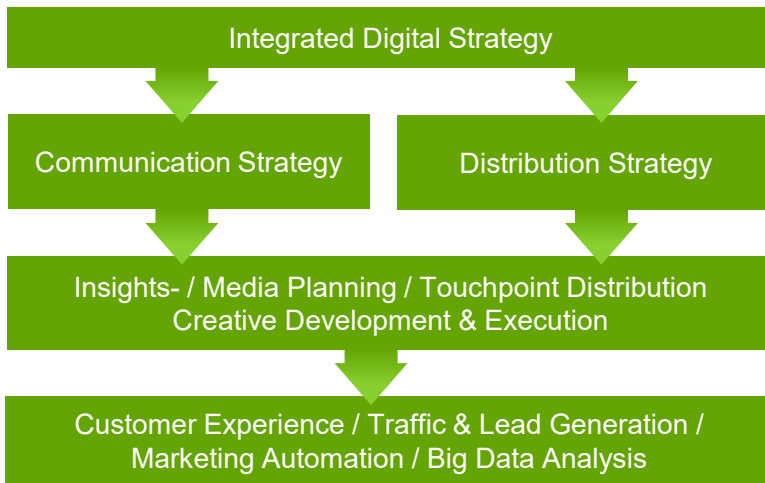 Integrated Digital Strategy
Communication Strategy
Distribution Strategy
Insights- / Media Planning / Touchpoint Distribution
Creative Development & Execution
Customer Experience / Traffic & Lead Generation /
Marketing Automation / Big Data Analysis